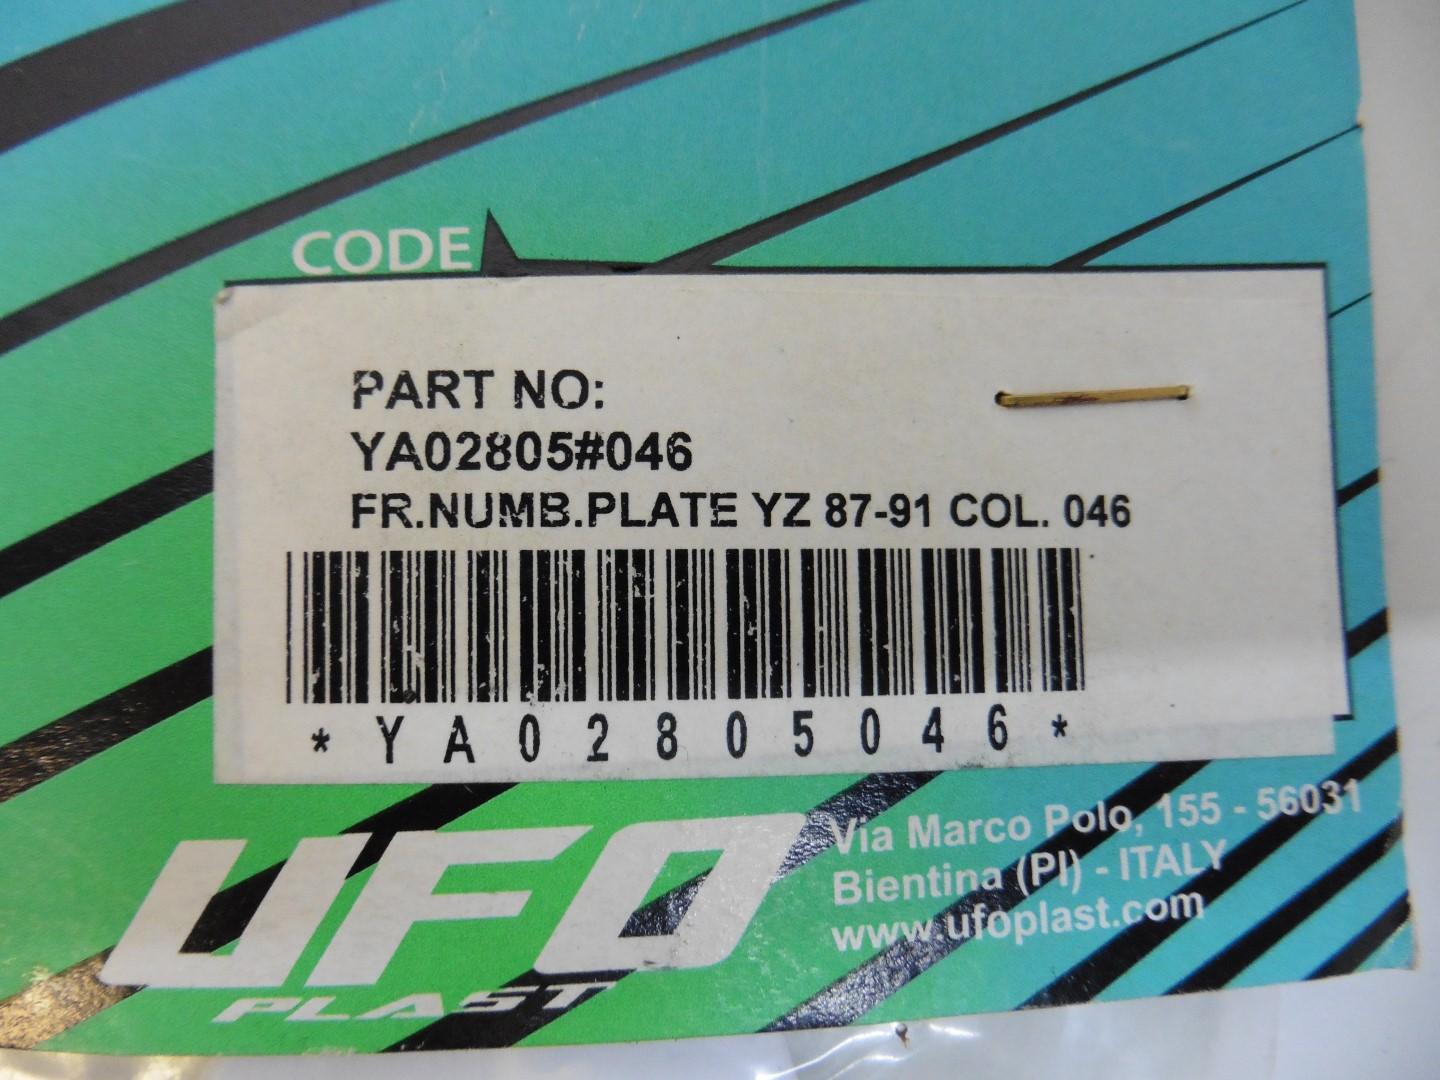 CODE
PART NO:
YA02805#046
FR.NUMB.PLATE YZ 87-91 COL. 046
*YA02805046*
UFO
PLAST
Via Marco Polo, 155 - 56031
Bientina (PI) - ITALY
www.ufoplast.com